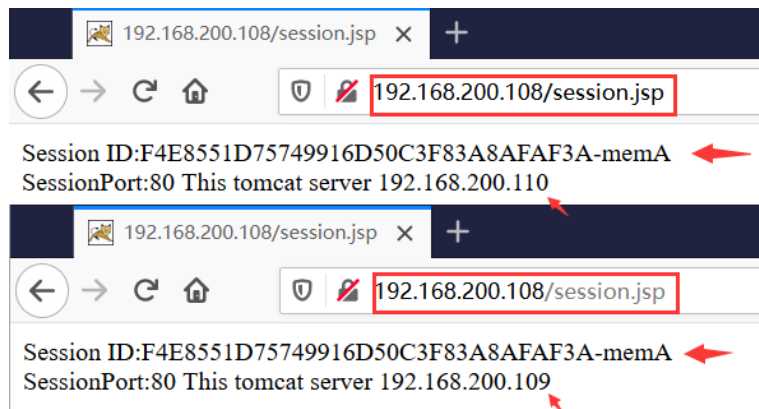 192.168.200.108/session.jsp
192.168.200.108/session.jsp
Session ID:F4E8551D75749916D50C3F83A8AFAF3A-memA
SessionPort:80 This tomcat server 192.168.200.110
192.168.200.108/session.jsp
192.168.200.108/session.jsp
Session ID:F4E8551D75749916D50C3F83A8AFAF3A-memA
SessionPort:80 This tomcat server 192.168.200.109